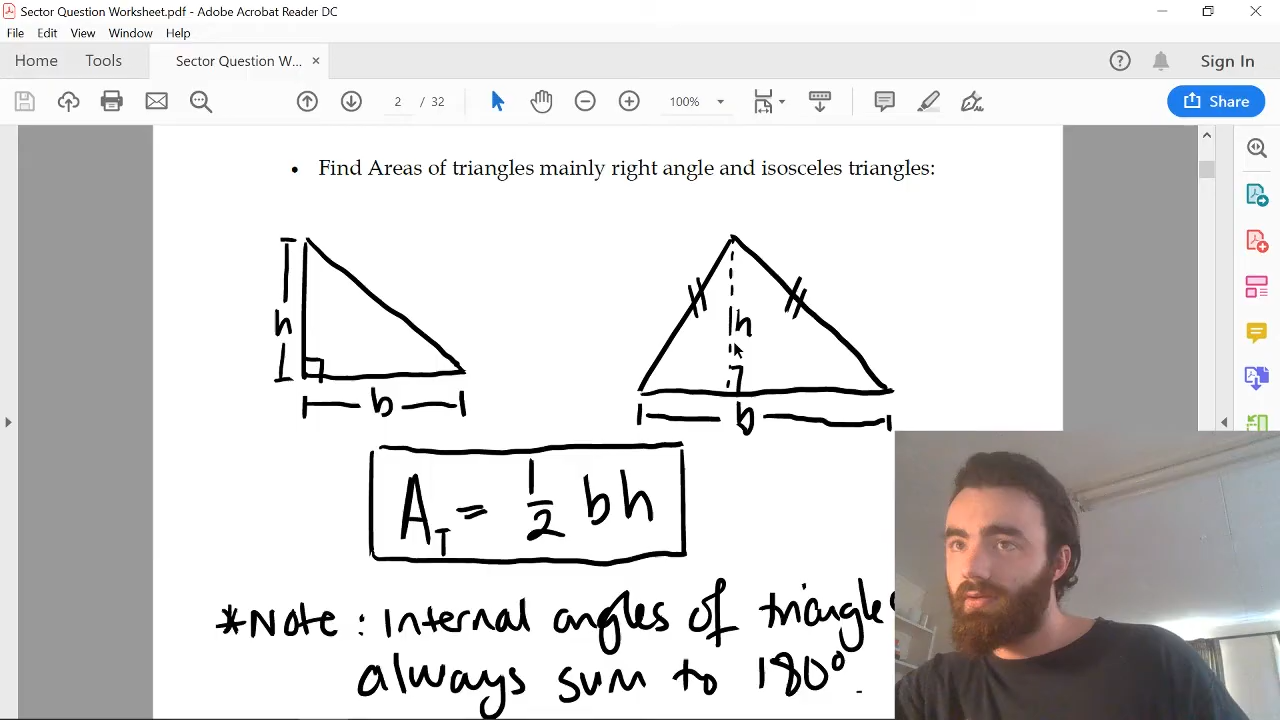 Sector Question Worksheet.pdf - Adobe Acrobat Reader DC
File Edit View Window Help
Home Tools Sector Question W... × ? Sign In
2 / 32 100% Share
• Find Areas of triangles mainly right angle and isosceles triangles:
h
h
b
b
A_T = 1/2 bh
*Note : Internal angles of triangle
always sum to 180°.